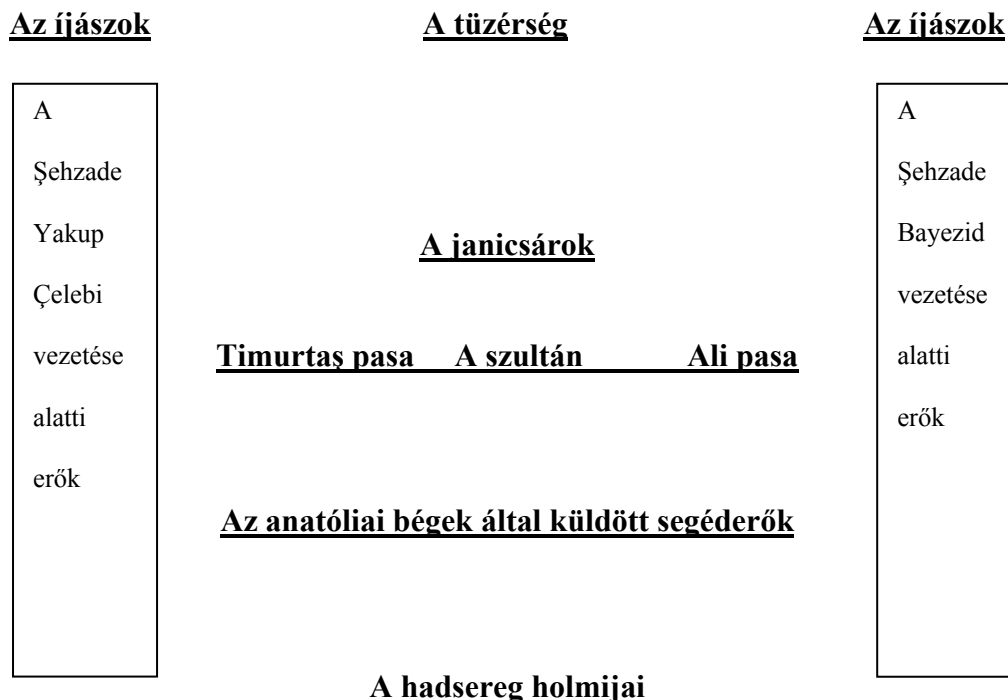 Az íjászok
A tüzérség
Az íjászok
A
Şehzade
Yakup
Çelebi
vezetése
alatti
erők
A janicsárok
Timurtaş pasa A szultán Ali pasa
Az anatóliai bégek által küldött segéderők
A hadsereg holmijai
A
Şehzade
Bayezid
vezetése
alatti
erők